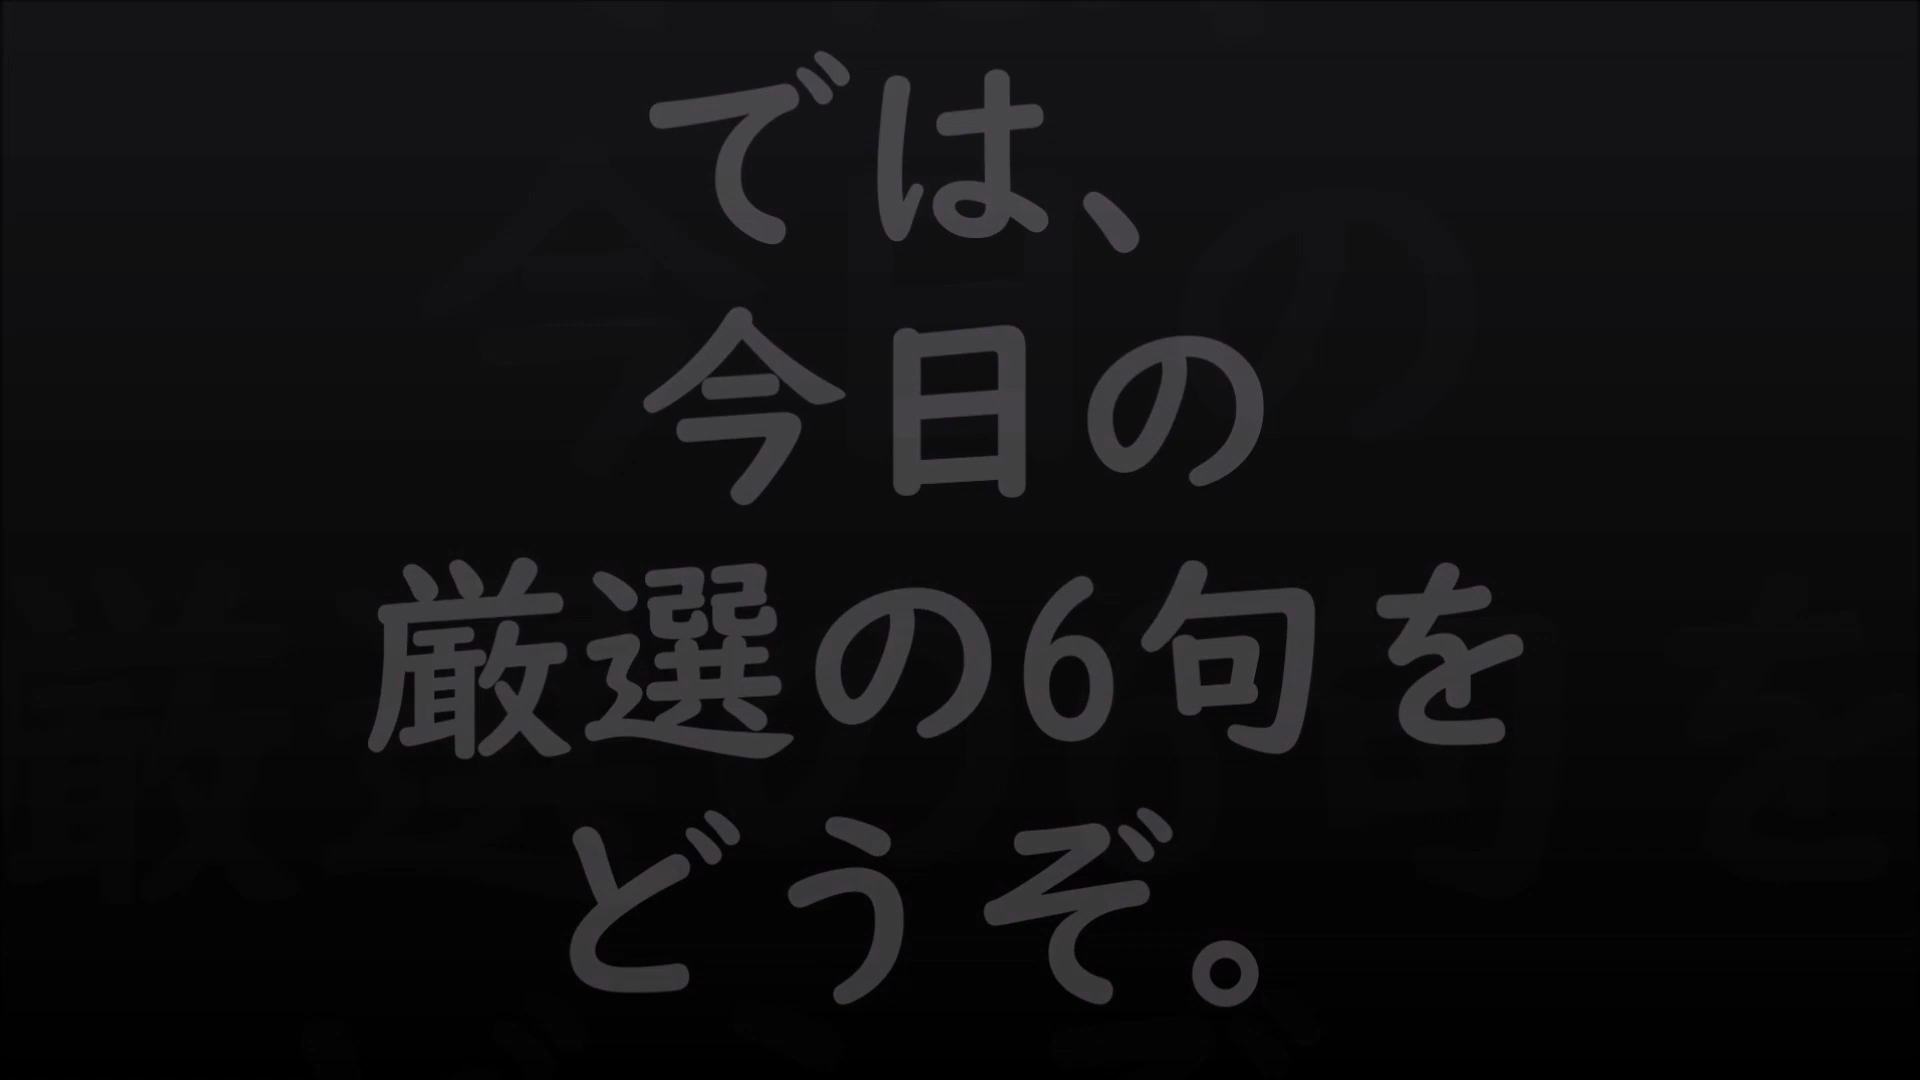 では、
今日の
厳選の6句を
どうぞ。